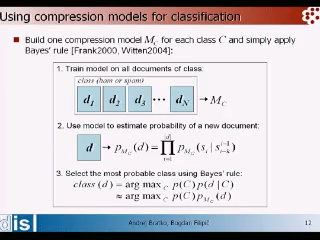 Using compression models for classification
Build one compression model M_C for each class C and simply apply
Bayes' rule [Frank2000, Witten2004]:
1. Train model on all documents of class:
class (ham or spam)
d₁ d₂ d₃ ... d_N → M_C
2. Use model to estimate probability of a new document:
d → p_{M_C}(d) = ∏_{i=1}^{|d|} p_{M_C}(s_i | s_{i-k}^{i-1})
3. Select the most probable class using Bayes' rule:
class(d) = arg max_C p(C) p(d | C)
≈ arg max_C p(C) p_{M_C}(d)
dis
Andrej Bratko, Bogdan Filipič
12